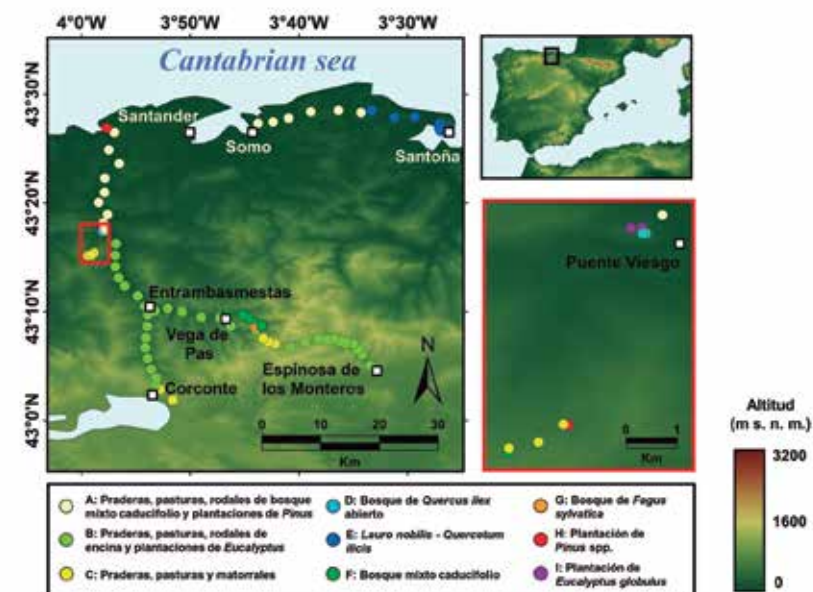 4°0'W 3°50'W 3°40'W 3°30'W
43°30'N
43°20'N
43°10'N
43°0'N
Cantabrian sea
Santander
Somo
Santoña
Entrambasmestas
Vega de
Pas
Espinosa de
los Monteros
Corconte
N
0 10 20 30
Km
Puente Viesgo
0 1
Km
Altitud
(m s. n. m.)
3200
1600
0
A: Praderas, pasturas, rodales de bosque
mixto caducifolio y plantaciones de Pinus
B: Praderas, pasturas, rodales de
encina y plantaciones de Eucalyptus
C: Praderas, pasturas y matorrales
D: Bosque de Quercus ilex
abierto
E: Lauro nobilis - Quercetum
ilicis
F: Bosque mixto caducifolio
G: Bosque de Fagus
sylvatica
H: Plantación de
Pinus spp.
I: Plantación de
Eucalyptus globulus